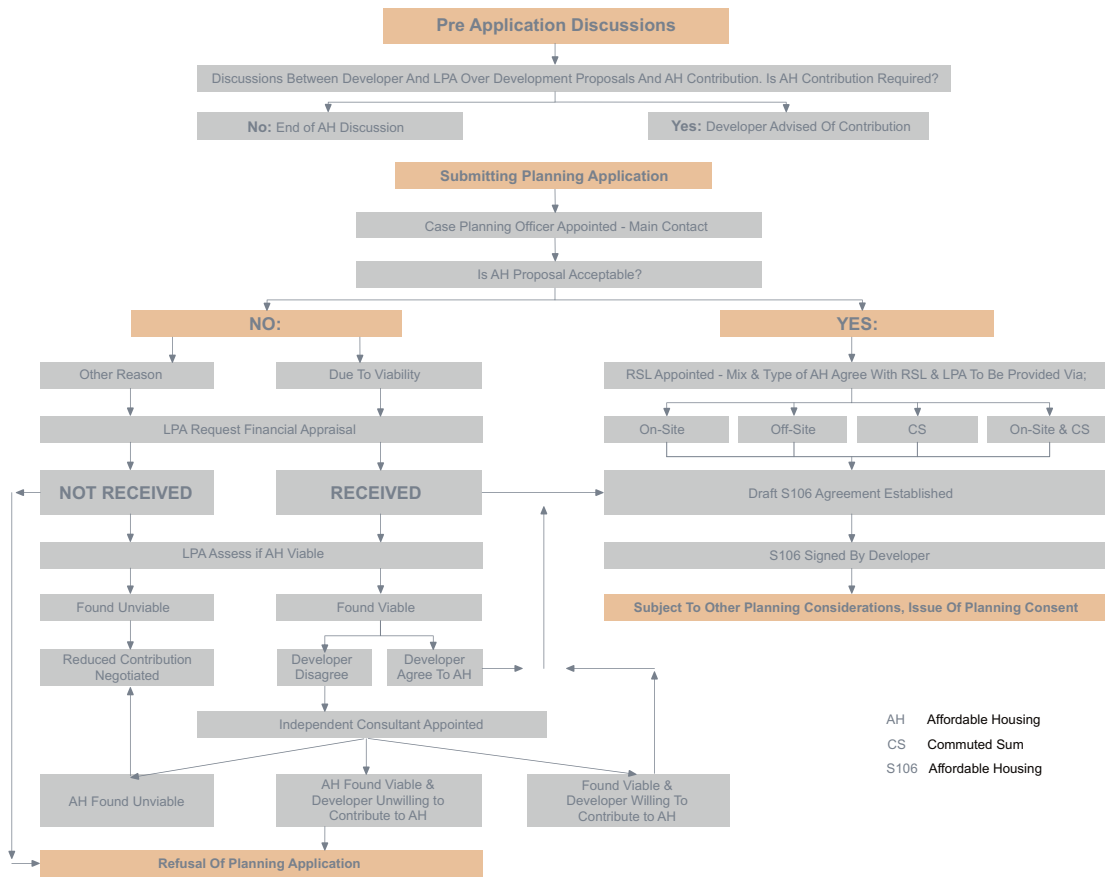 Pre Application Discussions
Discussions Between Developer And LPA Over Development Proposals And AH Contribution. Is AH Contribution Required?
No: End of AH Discussion
Yes: Developer Advised Of Contribution
Submitting Planning Application
Case Planning Officer Appointed - Main Contact
Is AH Proposal Acceptable?
NO:
YES:
Other Reason
Due To Viability
RSL Appointed - Mix & Type of AH Agree With RSL & LPA To Be Provided Via;
LPA Request Financial Appraisal
On-Site
Off-Site
CS
On-Site & CS
NOT RECEIVED
RECEIVED
Draft S106 Agreement Established
LPA Assess if AH Viable
S106 Signed By Developer
Found Unviable
Found Viable
Subject To Other Planning Considerations, Issue Of Planning Consent
Reduced Contribution
Negotiated
Developer
Disagree
Developer
Agree To AH
Independent Consultant Appointed
AH Affordable Housing
CS Commuted Sum
S106 Affordable Housing
AH Found Unviable
AH Found Viable &
Developer Unwilling to
Contribute to AH
Found Viable &
Developer Willing To
Contribute to AH
Refusal Of Planning Application